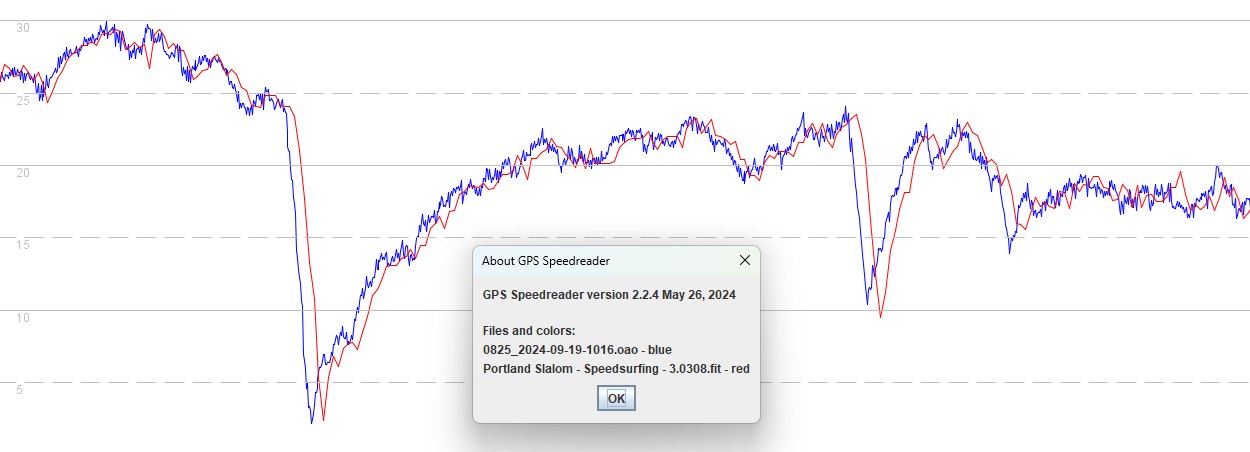 30
25
20
15
10
5
About GPS Speedreader
GPS Speedreader version 2.2.4 May 26, 2024
Files and colors:
0825_2024-09-19-1016.oao - blue
Portland Slalom - Speedsurfing - 3.0308.fit - red
OK